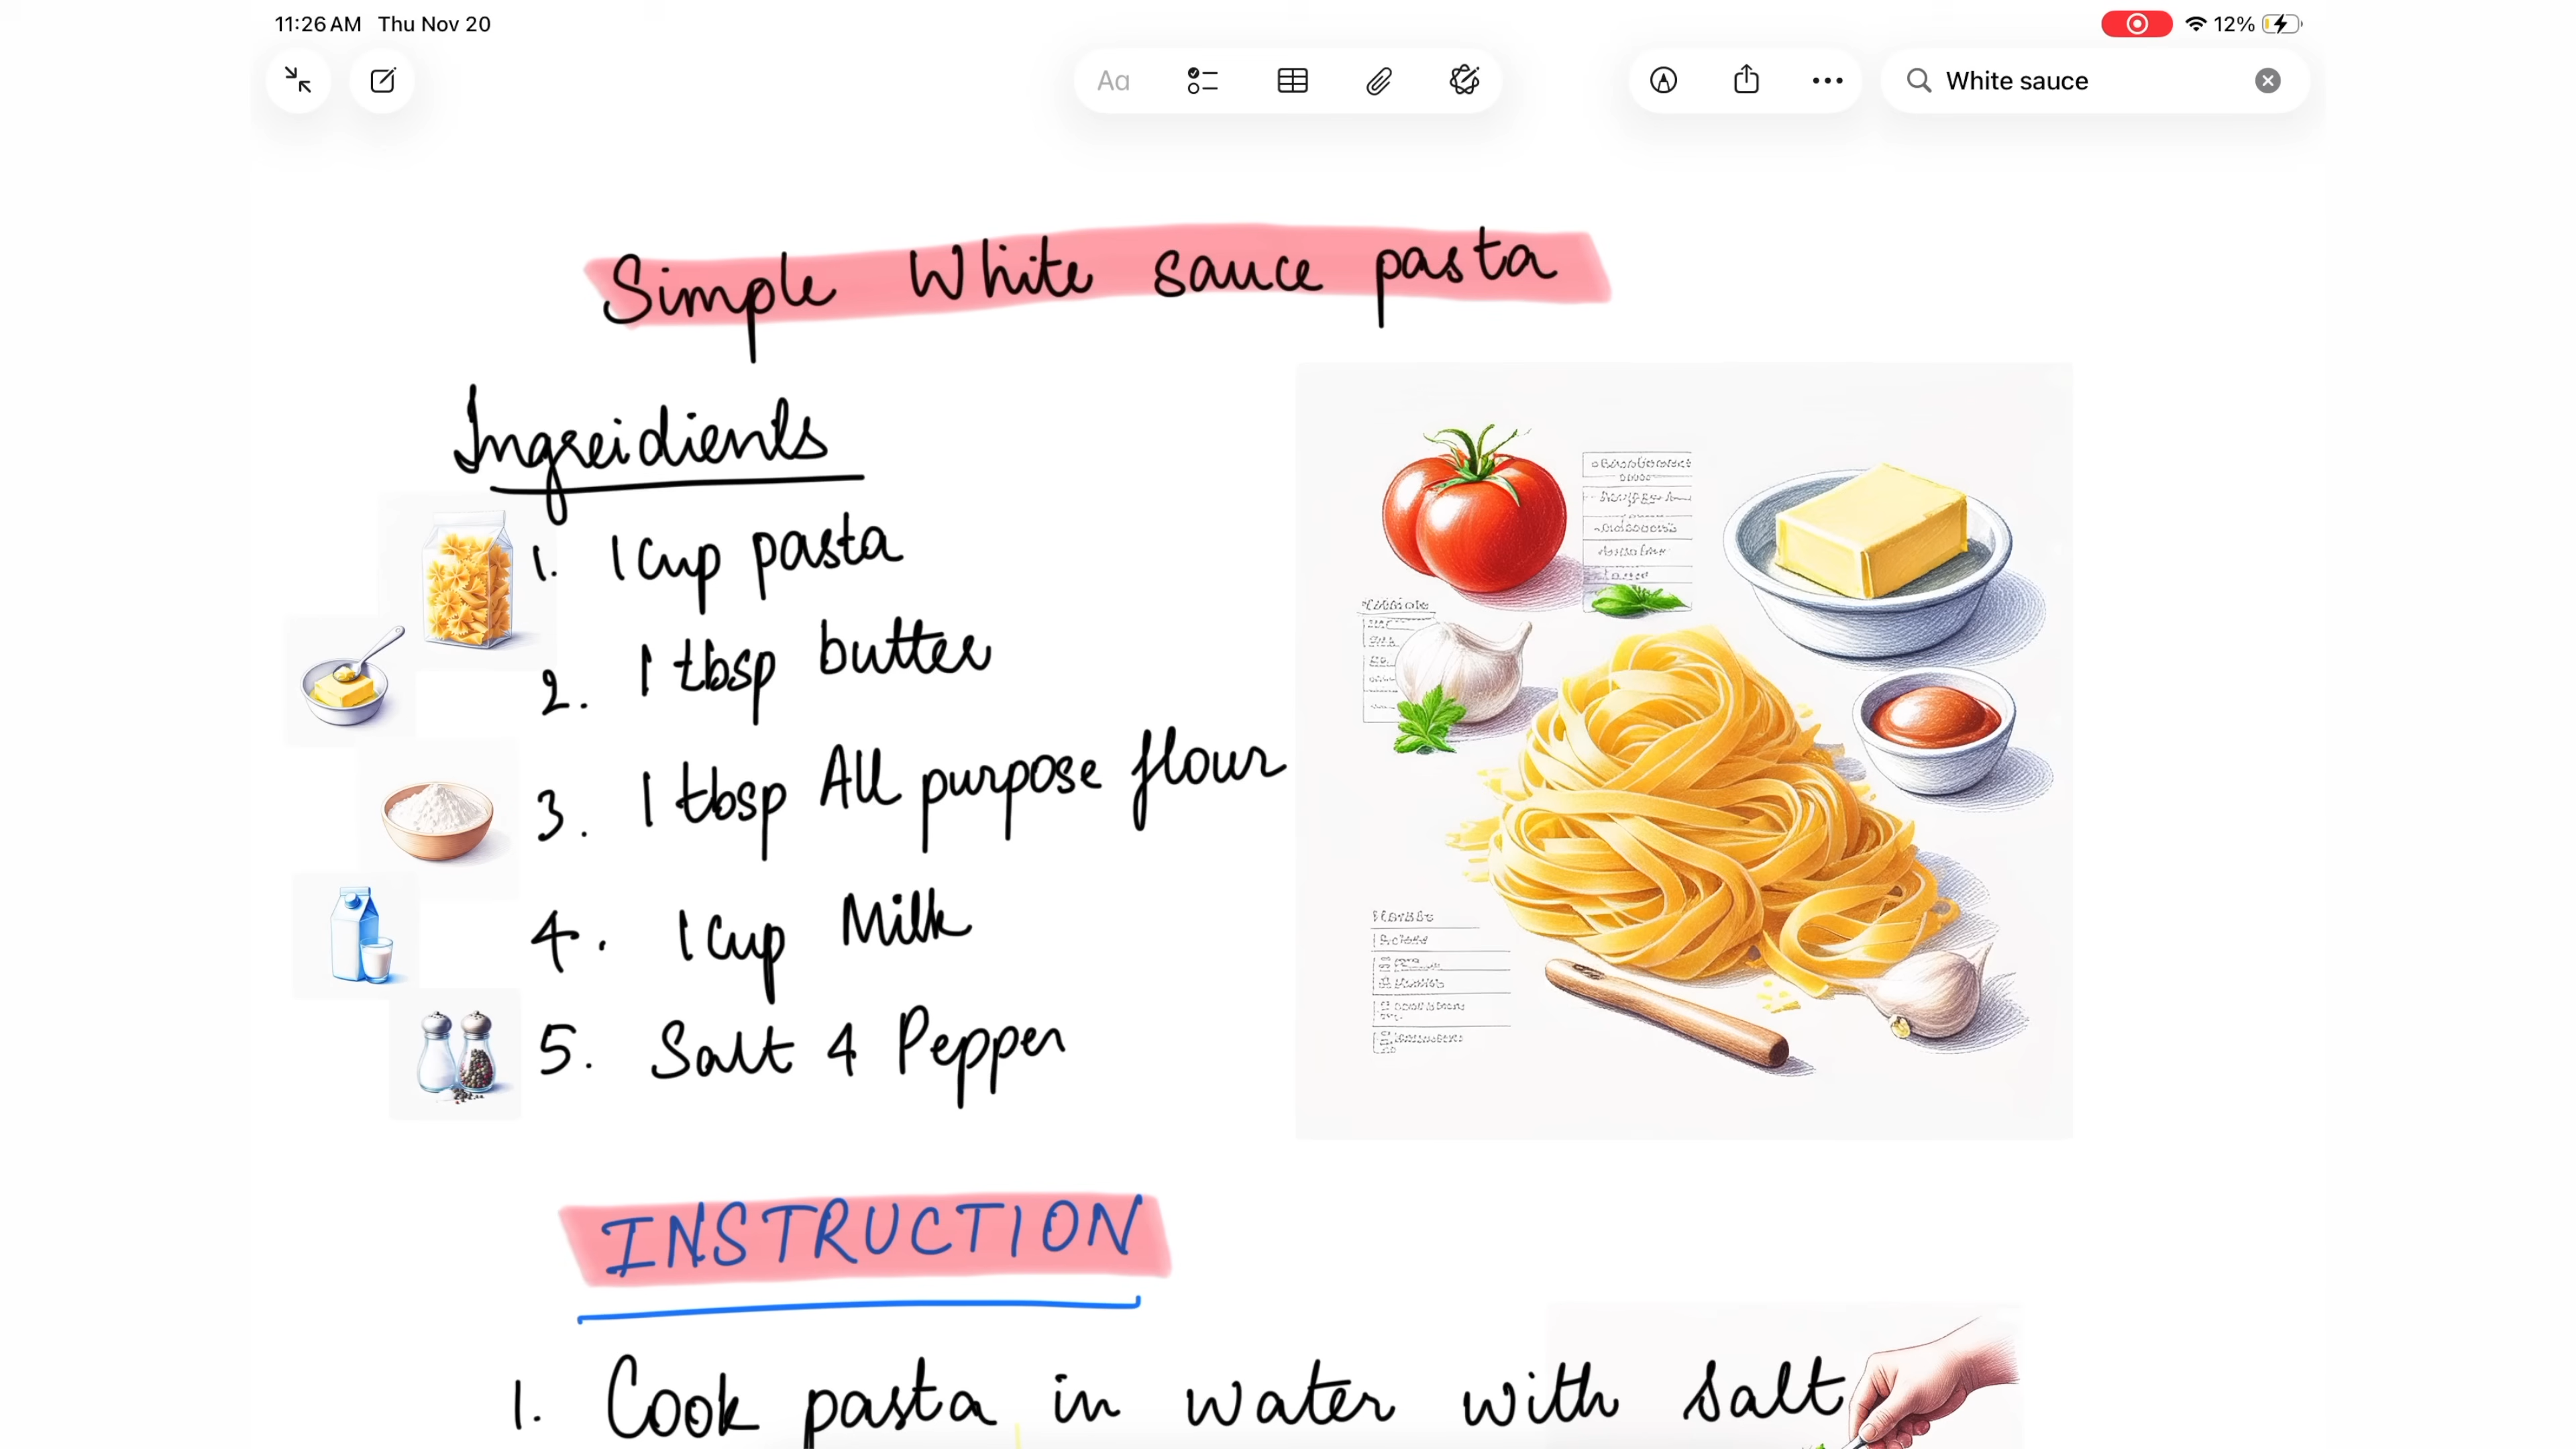 11:26 AM Thu Nov 20
12%
Aa
White sauce
Simple White sauce pasta
Ingreidients
1. 1 Cup pasta
2. 1 tbsp butter
3. 1 tbsp All purpose flour
4. 1 Cup Milk
5. Salt & Pepper
INSTRUCTION
1. Cook pasta in water with salt